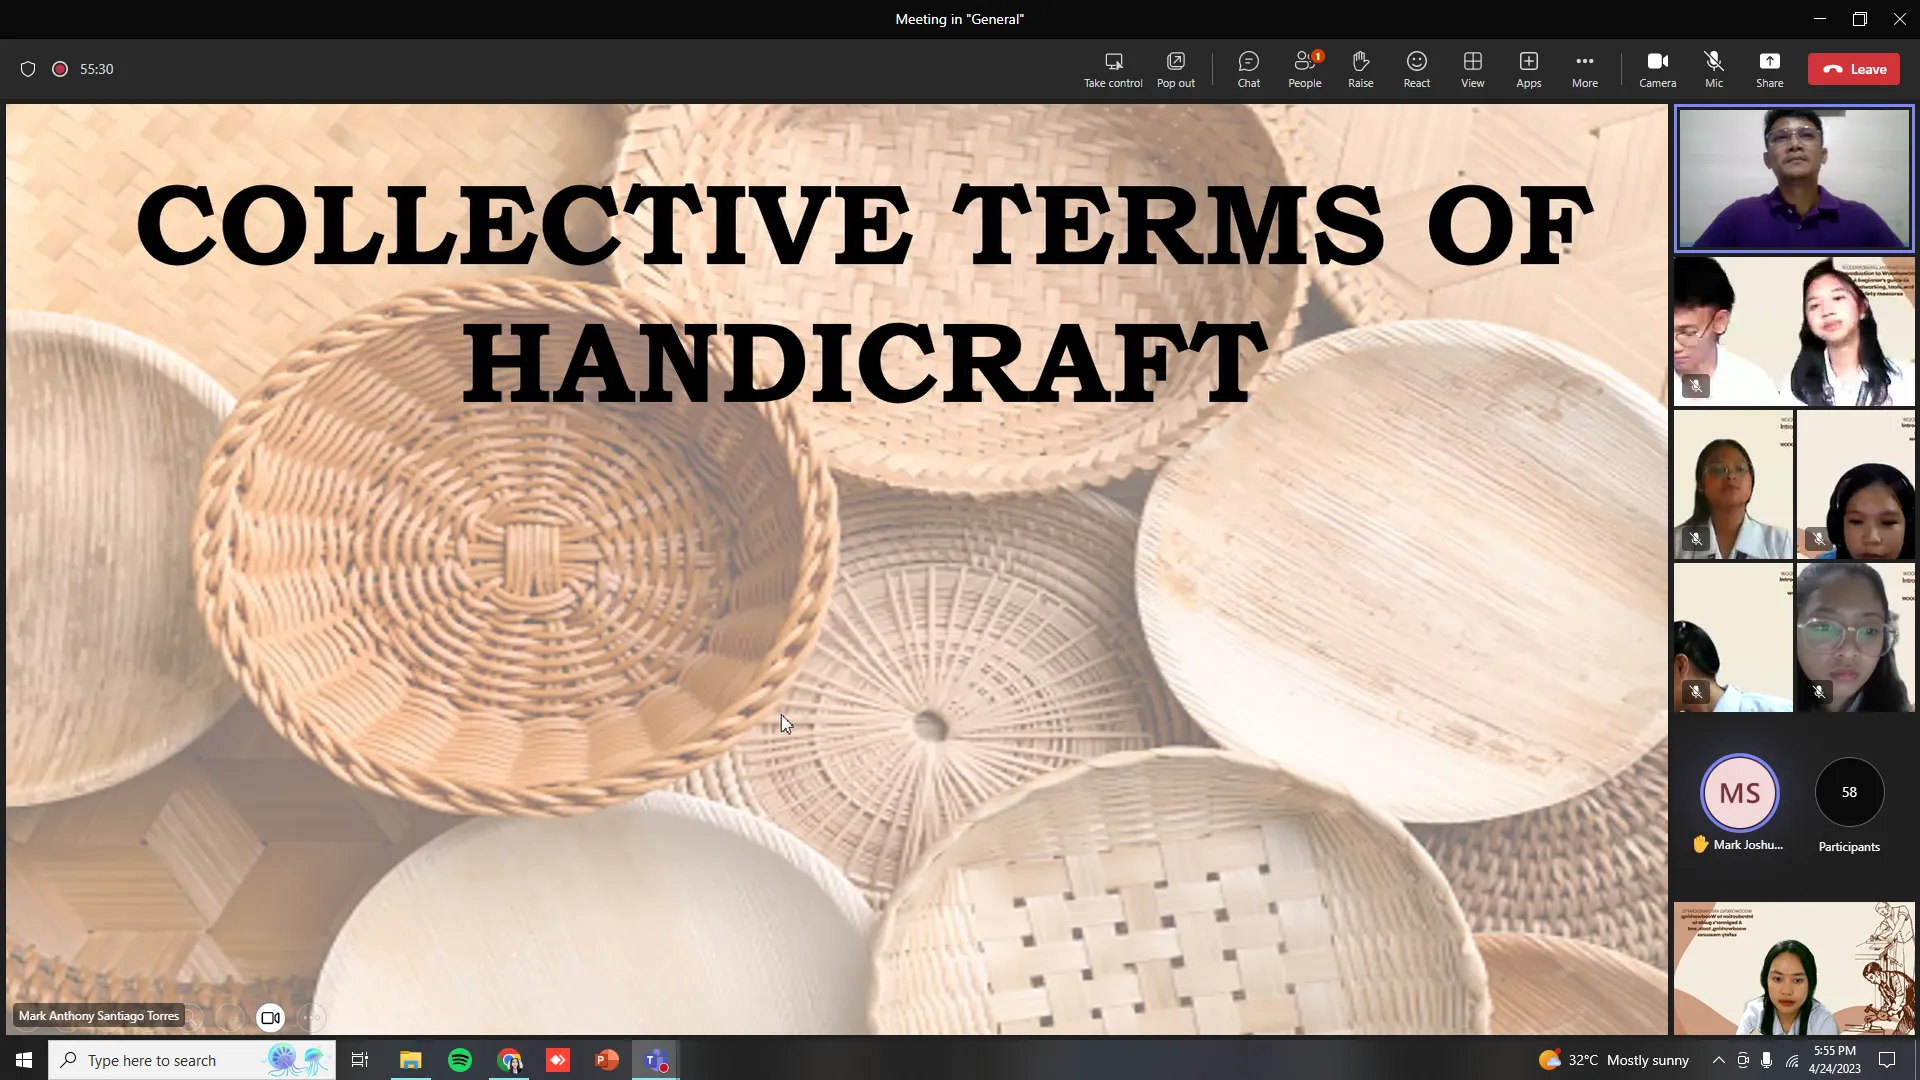 Meeting in "General"
55:30
Take control
Pop out
Chat
People
1
Raise
React
View
Apps
More
Camera
Mic
Share
Leave
COLLECTIVE TERMS OF
HANDICRAFT
MS
Mark Joshu...
58
Participants
Mark Anthony Santiago Torres
Type here to search
32°C Mostly sunny
5:55 PM
4/24/2023